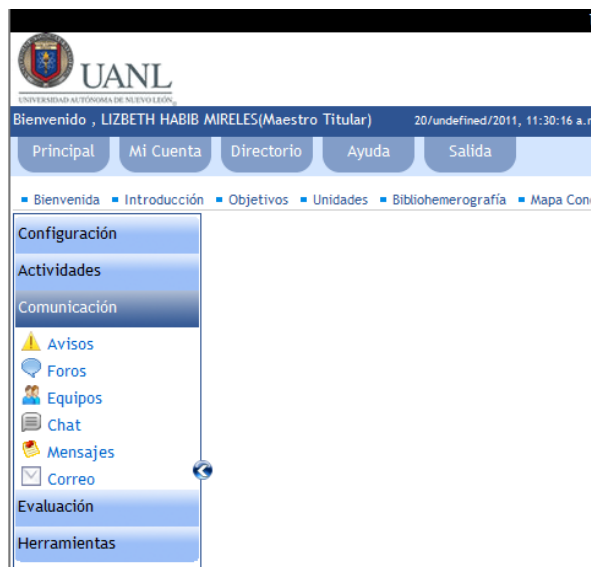 UANL
UNIVERSIDAD AUTÓNOMA DE NUEVO LEÓN
Bienvenido , LIZBETH HABIB MIRELES(Maestro Titular) 20/undefined/2011, 11:30:16 a.m
Principal Mi Cuenta Directorio Ayuda Salida
Bienvenida Introducción Objetivos Unidades Bibliohemerografía Mapa Con
Configuración
Actividades
Comunicación
Avisos
Foros
Equipos
Chat
Mensajes
Correo
Evaluación
Herramientas